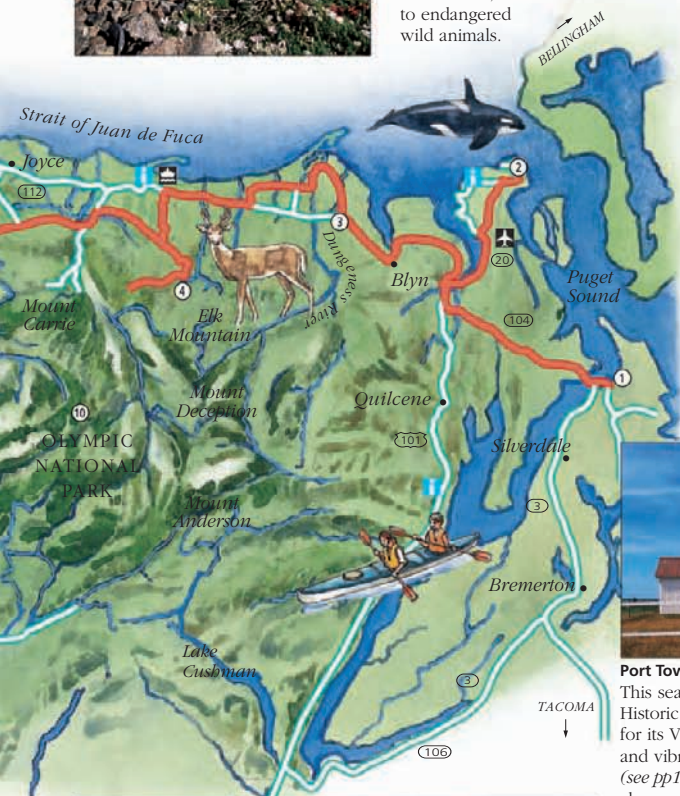 to endangered
wild animals.
BELLINGHAM
Strait of Juan de Fuca
Joyce
112
2
3
Dungeness River
Blyn
20
Puget
Sound
4
Mount
Carrie
Elk
Mountain
104
1
Mount
Deception
Quilcene
10
OLYMPIC
NATIONAL
PARK
101
Silverdale
Mount
Anderson
3
Bremerton
Lake
Cushman
3
TACOMA
106
Port Tow
This sea
Historic
for its V
and vibr
(see pp1